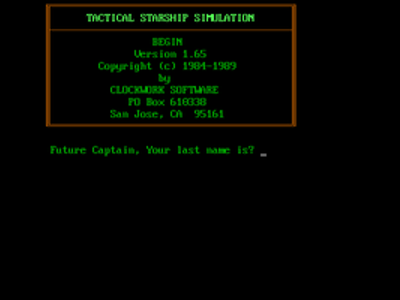 TACTICAL STARSHIP SIMULATION
BEGIN
Version 1.65
Copyright (c) 1984-1989
by
CLOCKWORK SOFTWARE
PO Box 610338
San Jose, CA 95161
Future Captain, Your last name is? _